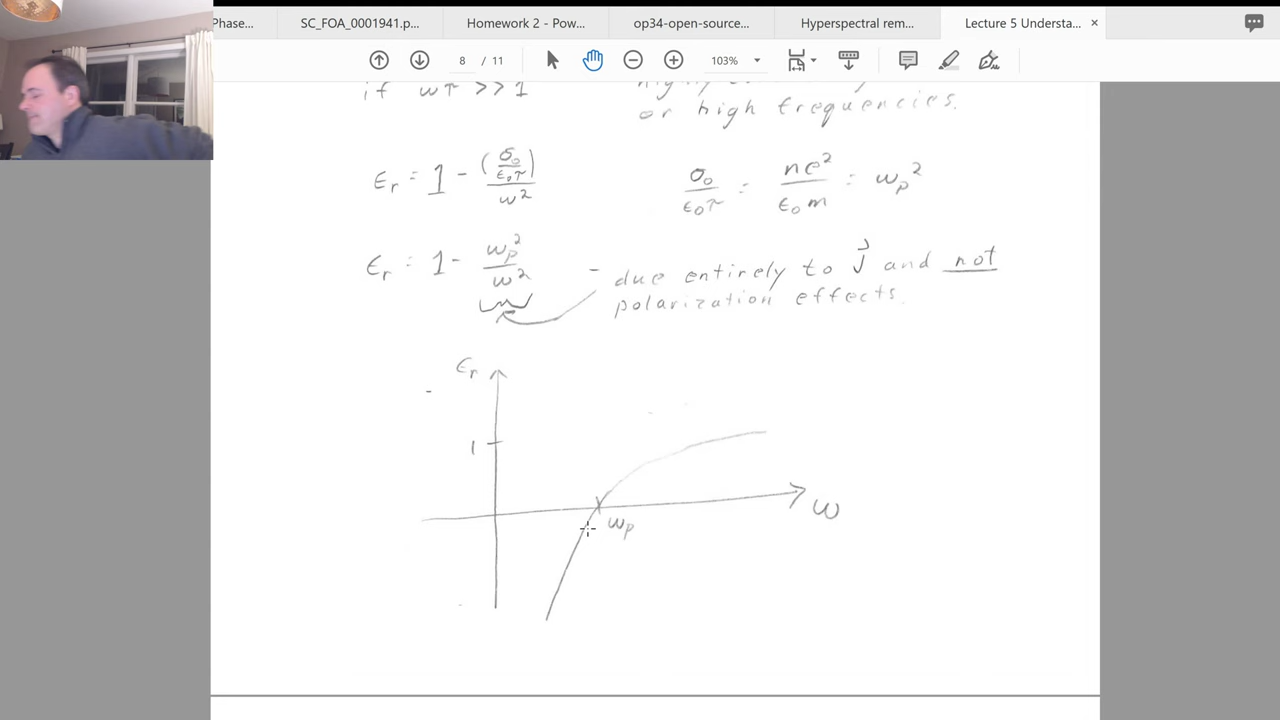 Phase...
SC_FOA_0001941.p...
Homework 2 - Pow...
op34-open-source...
Hyperspectral rem...
Lecture 5 Understa...
8 / 11
103%
if ωτ >> 1
or high frequencies.
ϵr = 1 - (σ₀/ϵ₀τ)/ω²
σ₀/ϵ₀τ = ne²/ϵ₀m = ωp²
ϵr = 1 - ωp²/ω²
- due entirely to J⃗ and not
polarization effects.
ϵr
1
ωp
ω